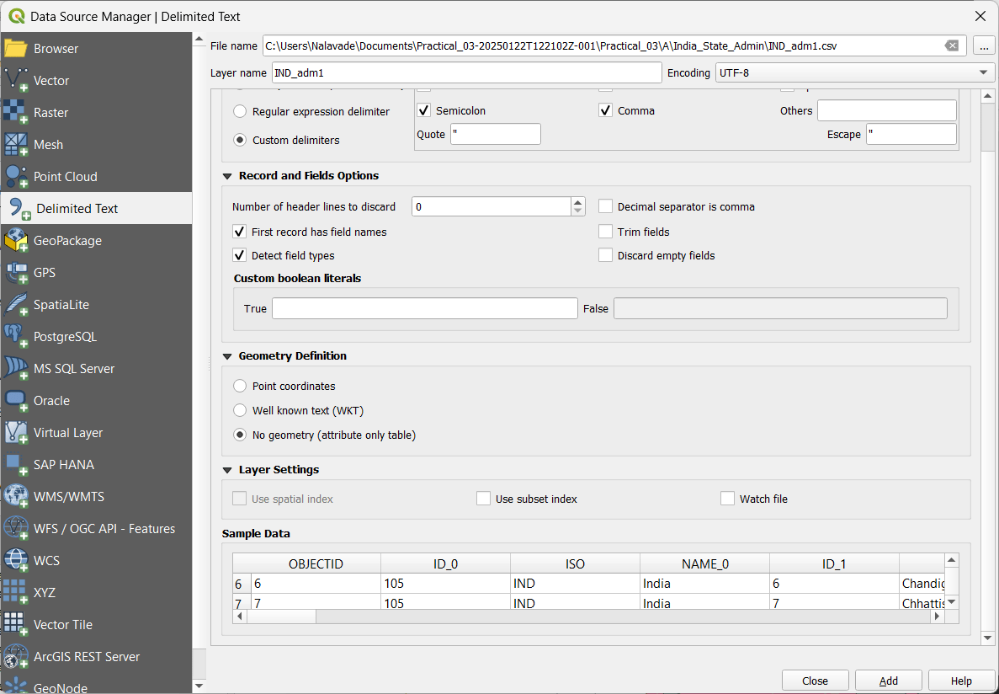 Data Source Manager | Delimited Text
Browser
Vector
Raster
Mesh
Point Cloud
Delimited Text
GeoPackage
GPS
SpatiaLite
PostgreSQL
MS SQL Server
Oracle
Virtual Layer
SAP HANA
WMS/WMTS
WFS / OGC API - Features
WCS
XYZ
Vector Tile
ArcGIS REST Server
GeoNode
File name C:\Users\Nalavade\Documents\Practical_03-20250122T122102Z-001\Practical_03\A\India_State_Admin\IND_adm1.csv ...
Layer name IND_adm1 Encoding UTF-8
Regular expression delimiter Semicolon Comma Others
Custom delimiters Quote " Escape "
Record and Fields Options
Number of header lines to discard 0 Decimal separator is comma
First record has field names Trim fields
Detect field types Discard empty fields
Custom boolean literals
True False
Geometry Definition
Point coordinates
Well known text (WKT)
No geometry (attribute only table)
Layer Settings
Use spatial index Use subset index Watch file
Sample Data
OBJECTID ID_0 ISO NAME_0 ID_1
6 6 105 IND India 6 Chandig
7 7 105 IND India 7 Chhattis
Close Add Help